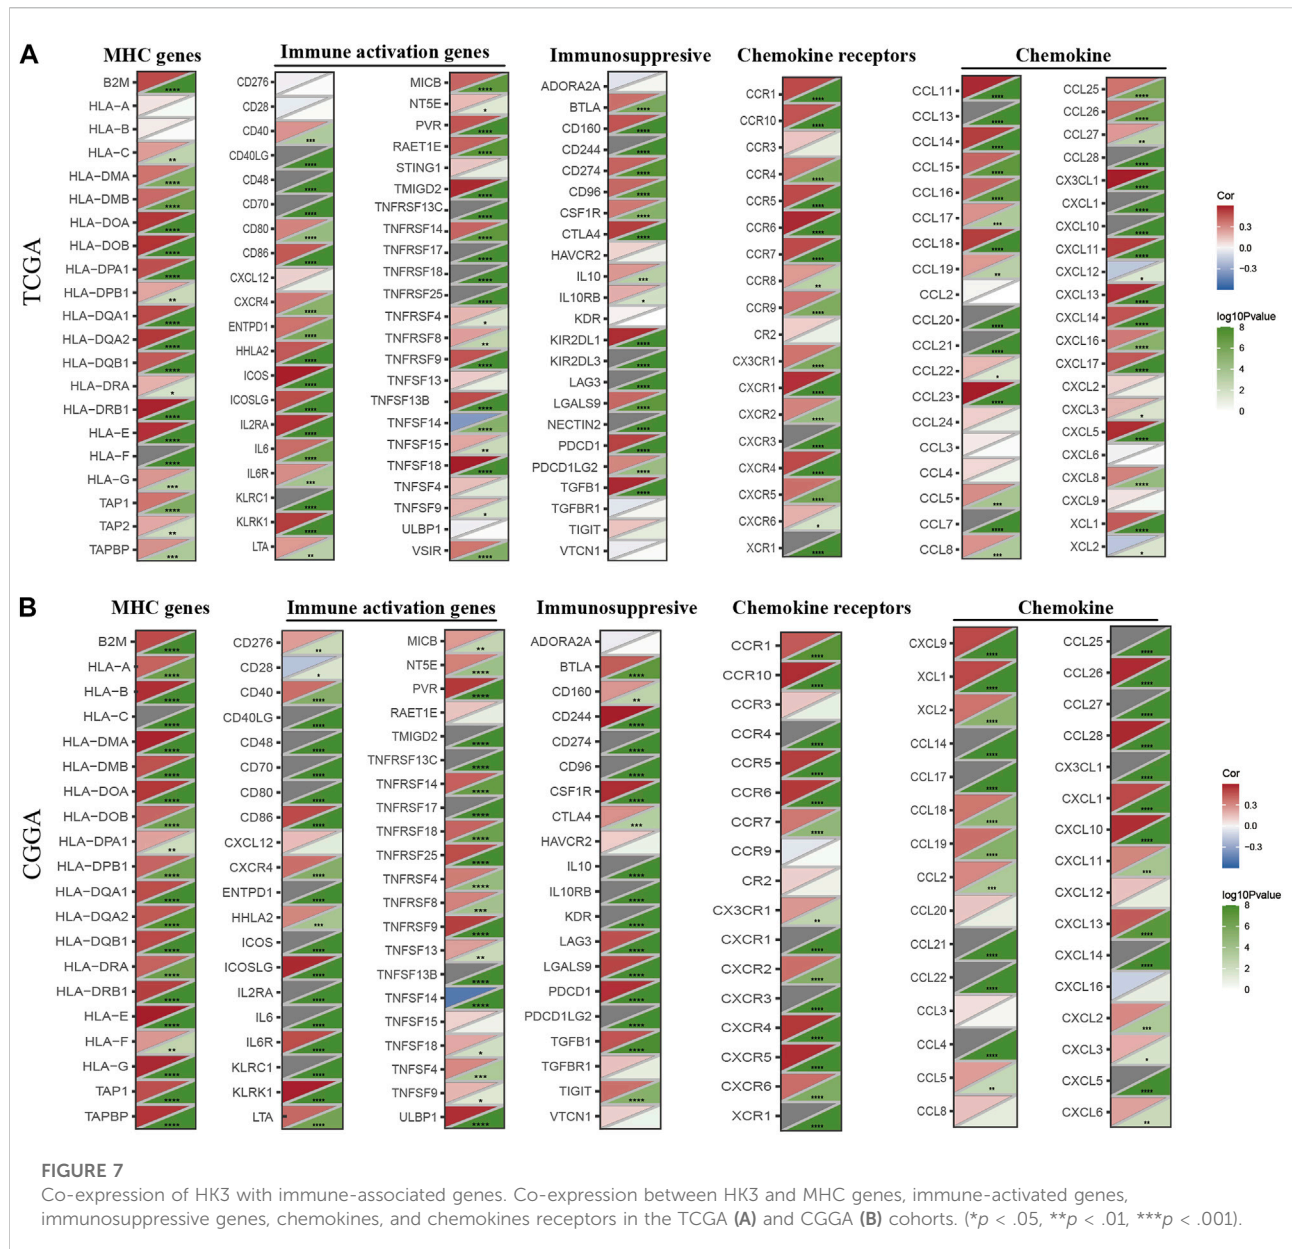 A
MHC genes
Immune activation genes
Immunosuppresive
Chemokine receptors
Chemokine
TCGA
B2M
HLA−A
HLA−B
HLA−C
**
HLA−DMA
****
HLA−DMB
****
HLA−DOA
****
HLA−DOB
****
HLA−DPA1
****
HLA−DPB1
**
HLA−DQA1
****
HLA−DQA2
****
HLA−DQB1
****
HLA−DRA
*
HLA−DRB1
****
HLA−E
****
HLA−F
****
HLA−G
***
TAP1
****
TAP2
**
TAPBP
***
CD276
CD28
CD40
CD40LG
CD48
CD70
CD80
CD86
CXCL12
CXCR4
ENTPD1
HHLA2
ICOS
ICOSLG
IL2RA
IL6
IL6R
KLRC1
KLRK1
LTA
MICB
NT5E
PVR
RAET1E
STING1
TMIGD2
TNFRSF13C
TNFRSF14
TNFRSF17
TNFRSF18
TNFRSF25
TNFRSF4
TNFRSF8
TNFRSF9
TNFSF13
TNFSF13B
TNFSF14
TNFSF15
TNFSF18
TNFSF4
TNFSF9
ULBP1
VSIR
ADORA2A
BTLA
CD160
CD244
CD274
CD96
CSF1R
CTLA4
HAVCR2
IL10
IL10RB
KDR
KIR2DL1
KIR2DL3
LAG3
LGALS9
NECTIN2
PDCD1
PDCD1LG2
TGFB1
TGFBR1
TIGIT
VTCN1
CCR1
CCR10
CCR3
CCR4
CCR5
CCR6
CCR7
CCR8
CCR9
CR2
CX3CR1
CXCR1
CXCR2
CXCR3
CXCR4
CXCR5
CXCR6
XCR1
CCL11
CCL13
CCL14
CCL15
CCL16
CCL17
CCL18
CCL19
CCL2
CCL20
CCL21
CCL22
CCL23
CCL24
CCL3
CCL4
CCL5
CCL7
CCL8
CCL25
CCL26
CCL27
CCL28
CX3CL1
CXCL1
CXCL10
CXCL11
CXCL12
CXCL13
CXCL14
CXCL16
CXCL17
CXCL2
CXCL3
CXCL5
CXCL6
CXCL8
CXCL9
XCL1
XCL2
Cor
0.3
0.0
−0.3
log10Pvalue
8
6
4
2
0
B
MHC genes
Immune activation genes
Immunosuppresive
Chemokine receptors
Chemokine
CGGA
B2M
HLA−A
HLA−B
HLA−C
HLA−DMA
HLA−DMB
HLA−DOA
HLA−DOB
HLA−DPA1
HLA−DPB1
HLA−DQA1
HLA−DQA2
HLA−DQB1
HLA−DRA
HLA−DRB1
HLA−E
HLA−F
HLA−G
TAP1
TAPBP
CD276
CD28
CD40
CD40LG
CD48
CD70
CD80
CD86
CXCL12
CXCR4
ENTPD1
HHLA2
ICOS
ICOSLG
IL2RA
IL6
IL6R
KLRC1
KLRK1
LTA
MICB
NT5E
PVR
RAET1E
TMIGD2
TNFRSF13C
TNFRSF14
TNFRSF17
TNFRSF18
TNFRSF25
TNFRSF4
TNFRSF8
TNFRSF9
TNFSF13
TNFSF13B
TNFSF14
TNFSF15
TNFSF18
TNFSF4
TNFSF9
ULBP1
ADORA2A
BTLA
CD160
CD244
CD274
CD96
CSF1R
CTLA4
HAVCR2
IL10
IL10RB
KDR
LAG3
LGALS9
PDCD1
PDCD1LG2
TGFB1
TGFBR1
TIGIT
VTCN1
CCR1
CCR10
CCR3
CCR4
CCR5
CCR6
CCR7
CCR9
CR2
CX3CR1
CXCR1
CXCR2
CXCR3
CXCR4
CXCR5
CXCR6
XCR1
CXCL9
XCL1
XCL2
CCL14
CCL17
CCL18
CCL19
CCL2
CCL20
CCL21
CCL22
CCL3
CCL4
CCL5
CCL8
CCL25
CCL26
CCL27
CCL28
CX3CL1
CXCL1
CXCL10
CXCL11
CXCL12
CXCL13
CXCL14
CXCL16
CXCL2
CXCL3
CXCL5
CXCL6
Cor
0.3
0.0
−0.3
log10Pvalue
8
6
4
2
0
FIGURE 7
Co-expression of HK3 with immune-associated genes. Co-expression between HK3 and MHC genes, immune-activated genes,
immunosuppressive genes, chemokines, and chemokines receptors in the TCGA (A) and CGGA (B) cohorts. (*p < .05, **p < .01, ***p < .001).